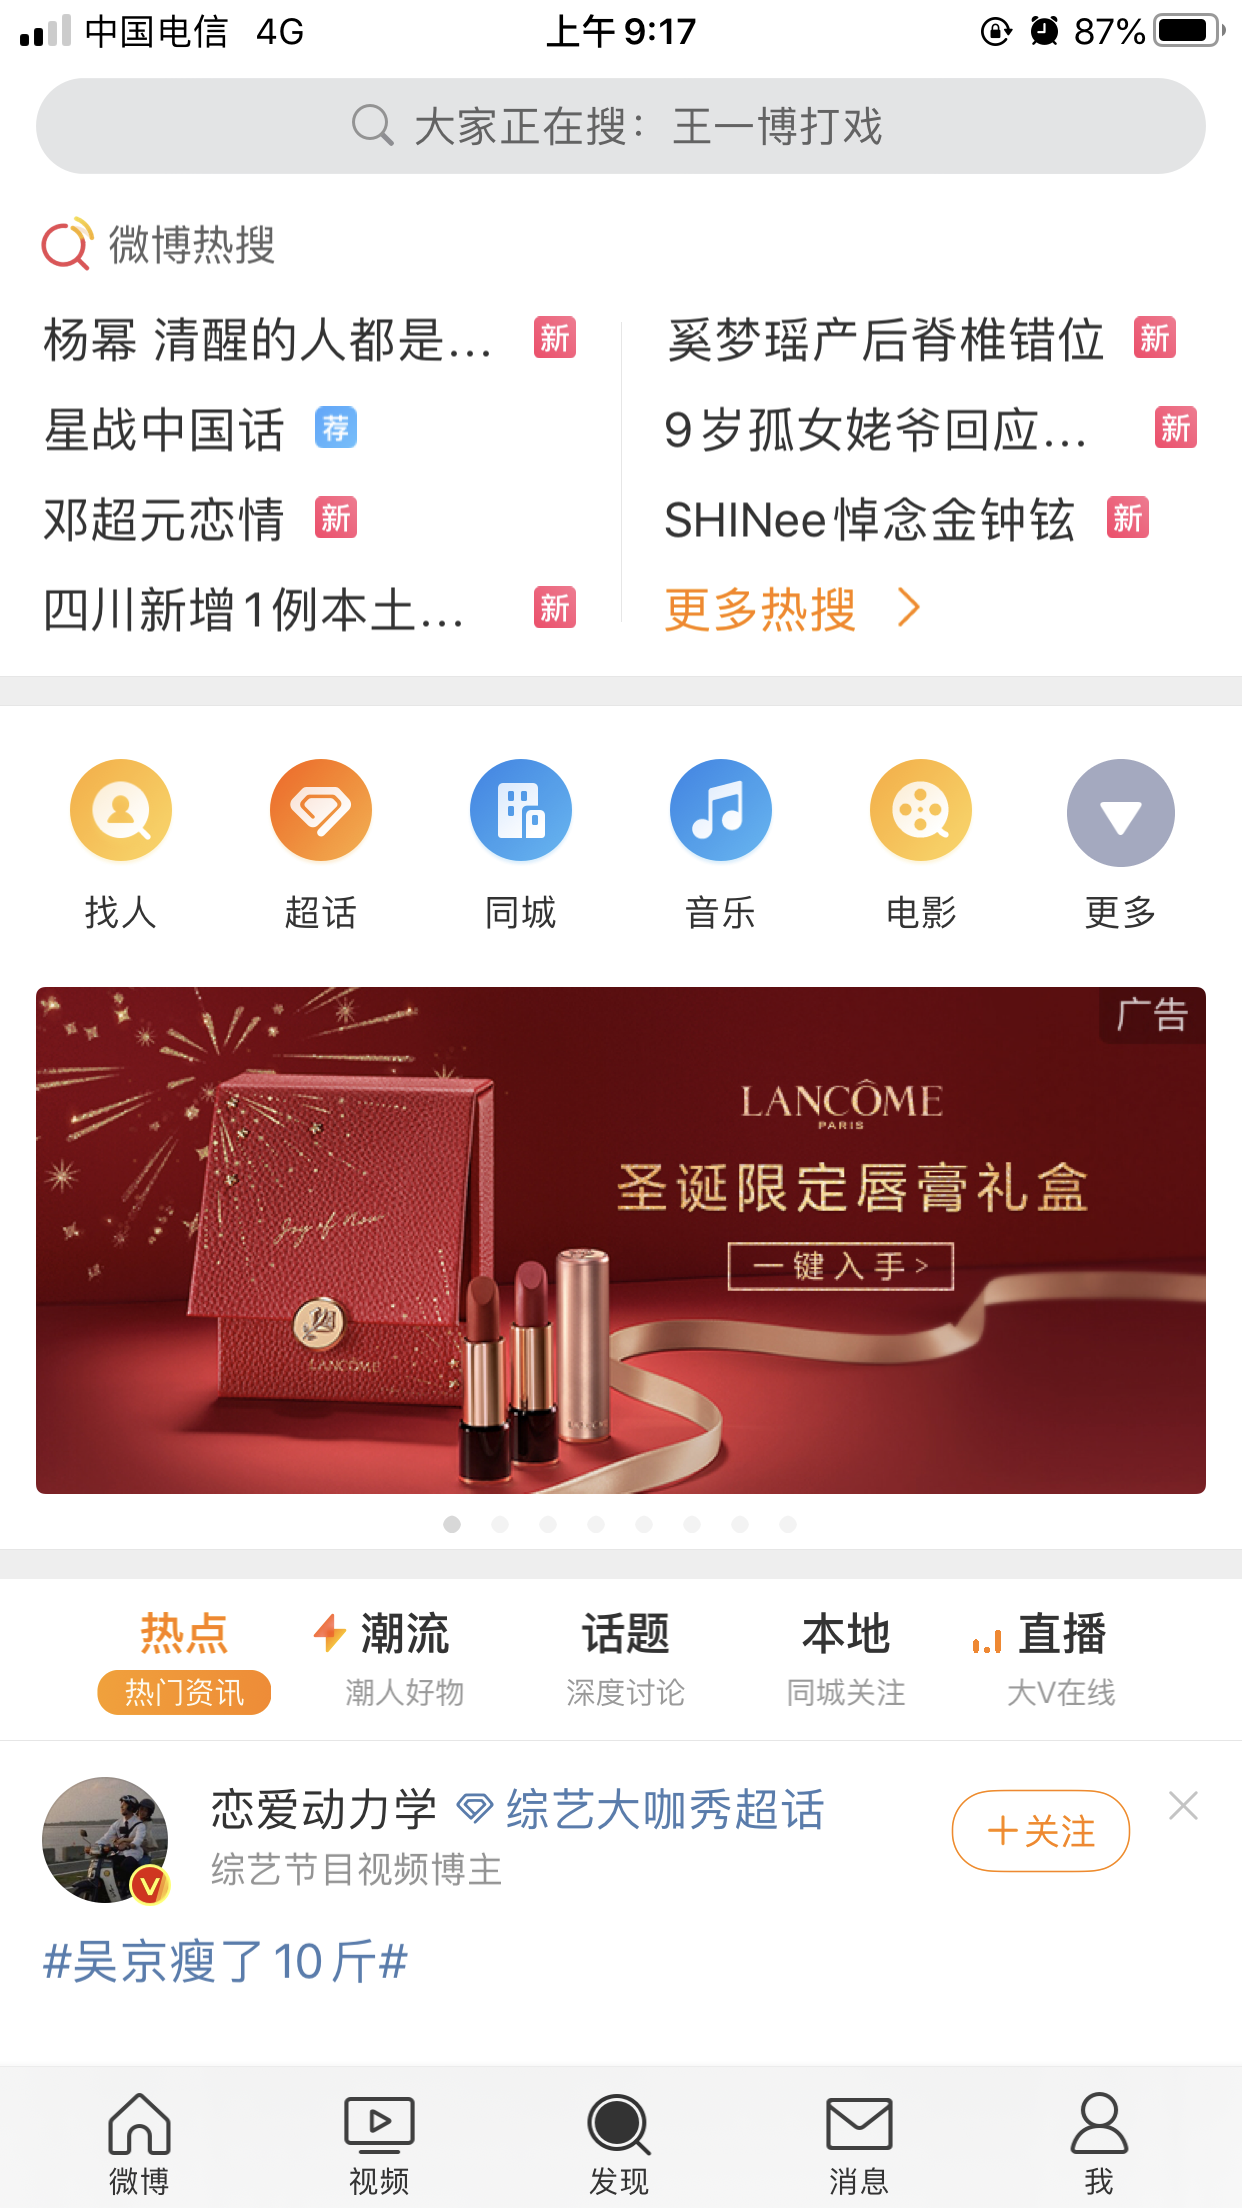 中国电信 4G 上午 9:17 87%
大家正在搜：王一博打戏
微博热搜
杨幂 清醒的人都是... 新
奚梦瑶产后脊椎错位 新
星战中国话 荐
9岁孤女姥爷回应... 新
邓超元恋情 新
SHINee悼念金钟铉 新
四川新增1例本土... 新
更多热搜
找人 超话 同城 音乐 电影 更多
广告
LANCÔME
PARIS
圣诞限定唇膏礼盒
一键入手>
Joy of Now
LANCÔME
热点 潮流 话题 本地 直播
热门资讯 潮人好物 深度讨论 同城关注 大V在线
恋爱动力学 综艺大咖秀超话
综艺节目视频博主
+关注
V
#吴京瘦了10斤#
微博 视频 发现 消息 我